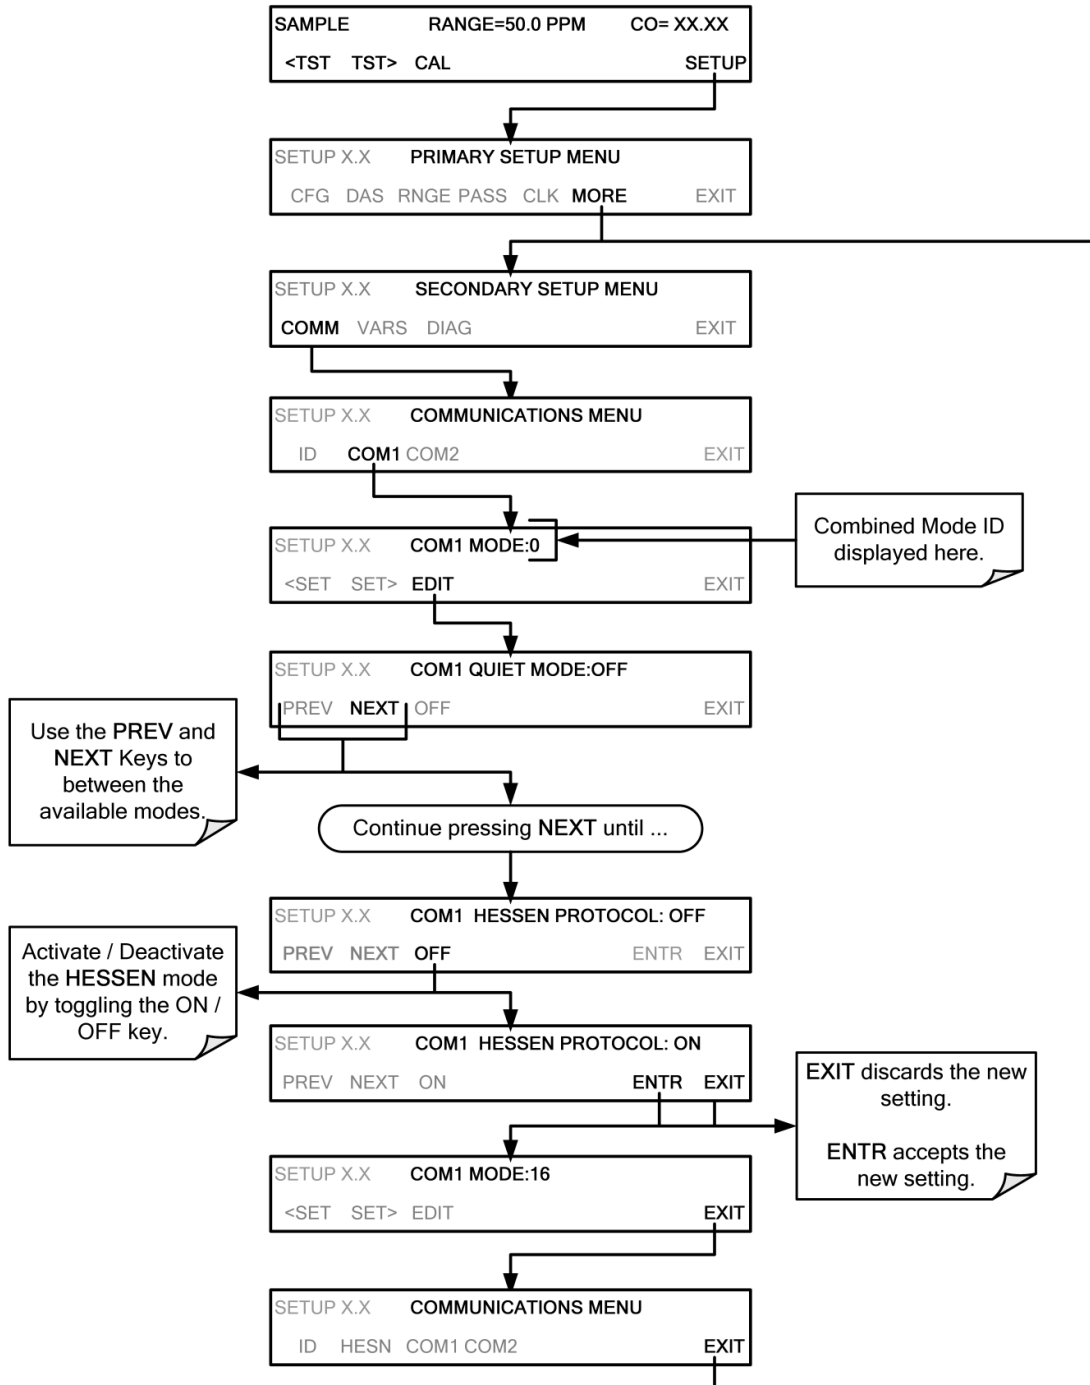 SAMPLE RANGE=50.0 PPM CO= XX.XX
<TST TST> CAL SETUP
SETUP X.X PRIMARY SETUP MENU
CFG DAS RNGE PASS CLK MORE EXIT
SETUP X.X SECONDARY SETUP MENU
COMM VARS DIAG EXIT
SETUP X.X COMMUNICATIONS MENU
ID COM1 COM2 EXIT
SETUP X.X COM1 MODE:0
<SET SET> EDIT EXIT
Combined Mode ID
displayed here.
SETUP X.X COM1 QUIET MODE:OFF
PREV NEXT OFF EXIT
Use the PREV and
NEXT Keys to
between the
available modes.
Continue pressing NEXT until ...
SETUP X.X COM1 HESSEN PROTOCOL: OFF
PREV NEXT OFF ENTR EXIT
Activate / Deactivate
the HESSEN mode
by toggling the ON /
OFF key.
SETUP X.X COM1 HESSEN PROTOCOL: ON
PREV NEXT ON ENTR EXIT
EXIT discards the new
setting.
ENTR accepts the
new setting.
SETUP X.X COM1 MODE:16
<SET SET> EDIT EXIT
SETUP X.X COMMUNICATIONS MENU
ID HESN COM1 COM2 EXIT